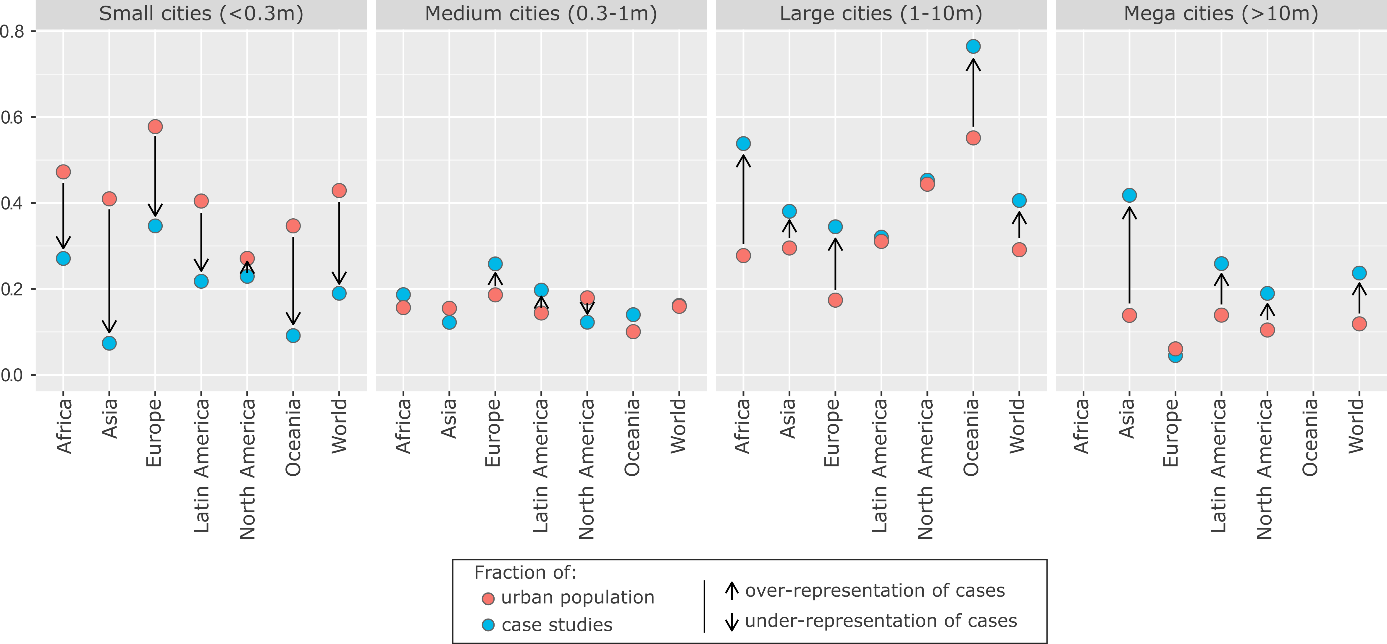 Small cities (<0.3m) Medium cities (0.3-1m) Large cities (1-10m) Mega cities (>10m)
0.8
0.6
0.4
0.2
0.0
Africa Asia Europe Latin America North America Oceania World Africa Asia Europe Latin America North America Oceania World Africa Asia Europe Latin America North America Oceania World Africa Asia Europe Latin America North America Oceania World
Fraction of:
urban population
case studies
over-representation of cases
under-representation of cases